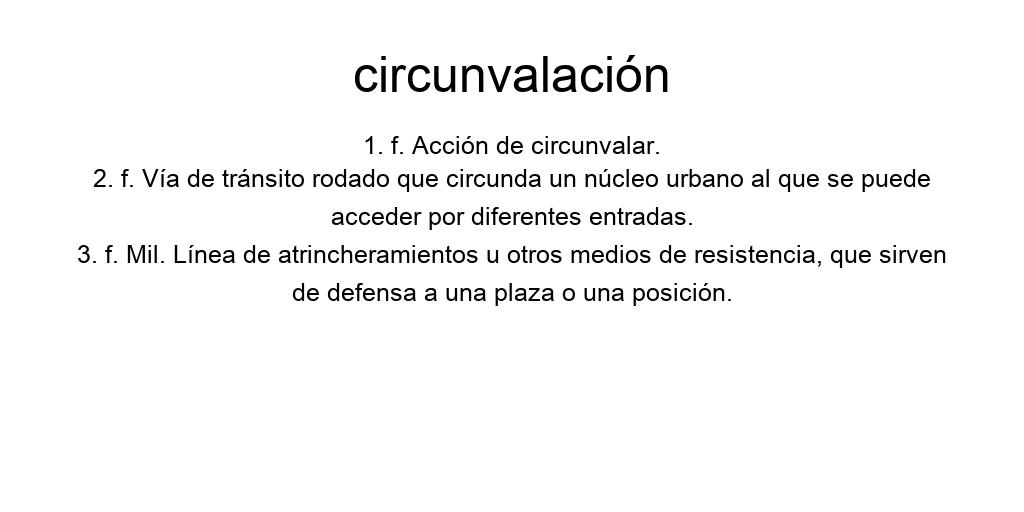 circunvalación
1. f. Acción de circunvalar.
2. f. Vía de tránsito rodado que circunda un núcleo urbano al que se puede
acceder por diferentes entradas.
3. f. Mil. Línea de atrincheramientos u otros medios de resistencia, que sirven
de defensa a una plaza o una posición.